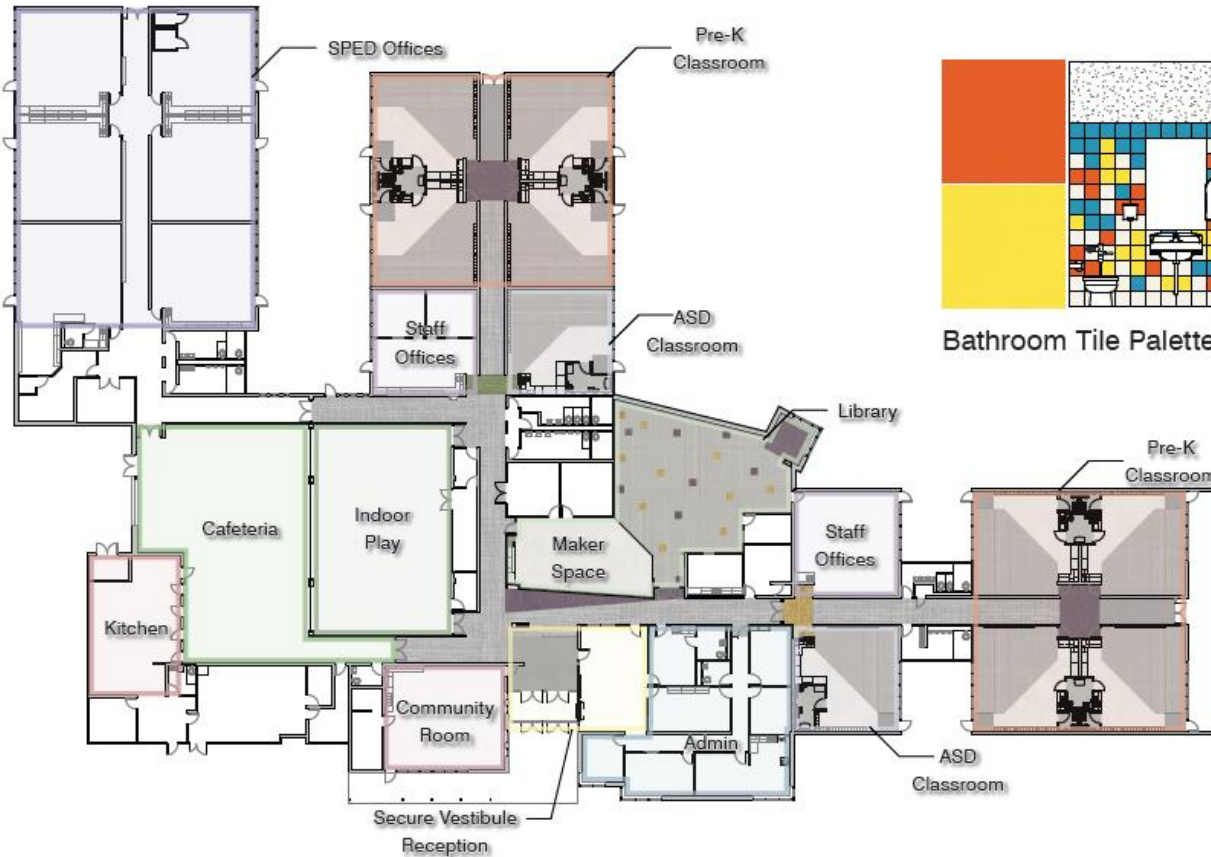 SPED Offices
Pre-K
Classroom
Staff
Offices
ASD
Classroom
Bathroom Tile Palette
Library
Pre-K
Classroom
Cafeteria
Indoor
Play
Maker
Space
Staff
Offices
Kitchen
Community
Room
Admin
ASD
Classroom
Secure Vestibule
Reception